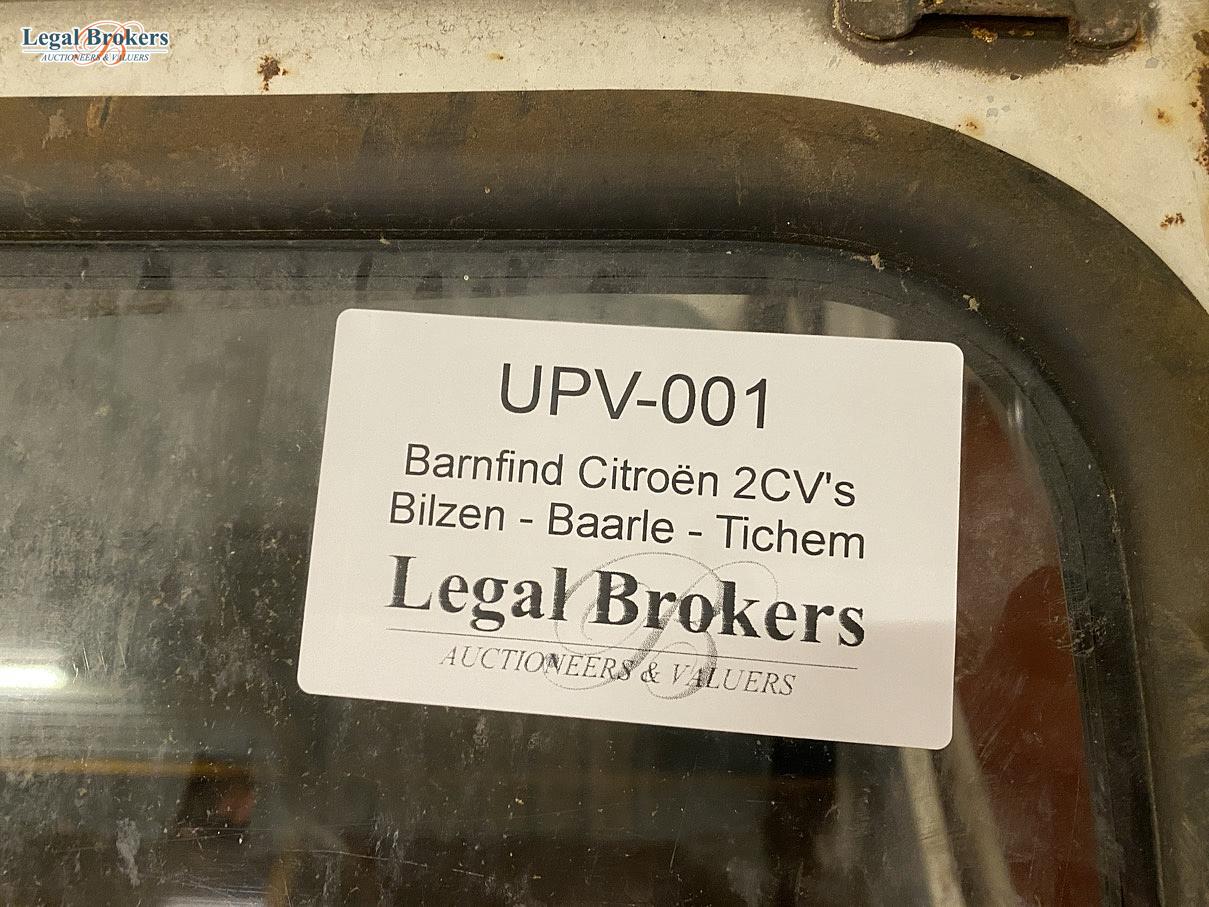 Legal Brokers
AUCTIONEERS & VALUERS
UPV-001
Barnfind Citroën 2CV's
Bilzen - Baarle - Tichem
Legal Brokers
AUCTIONEERS & VALUERS